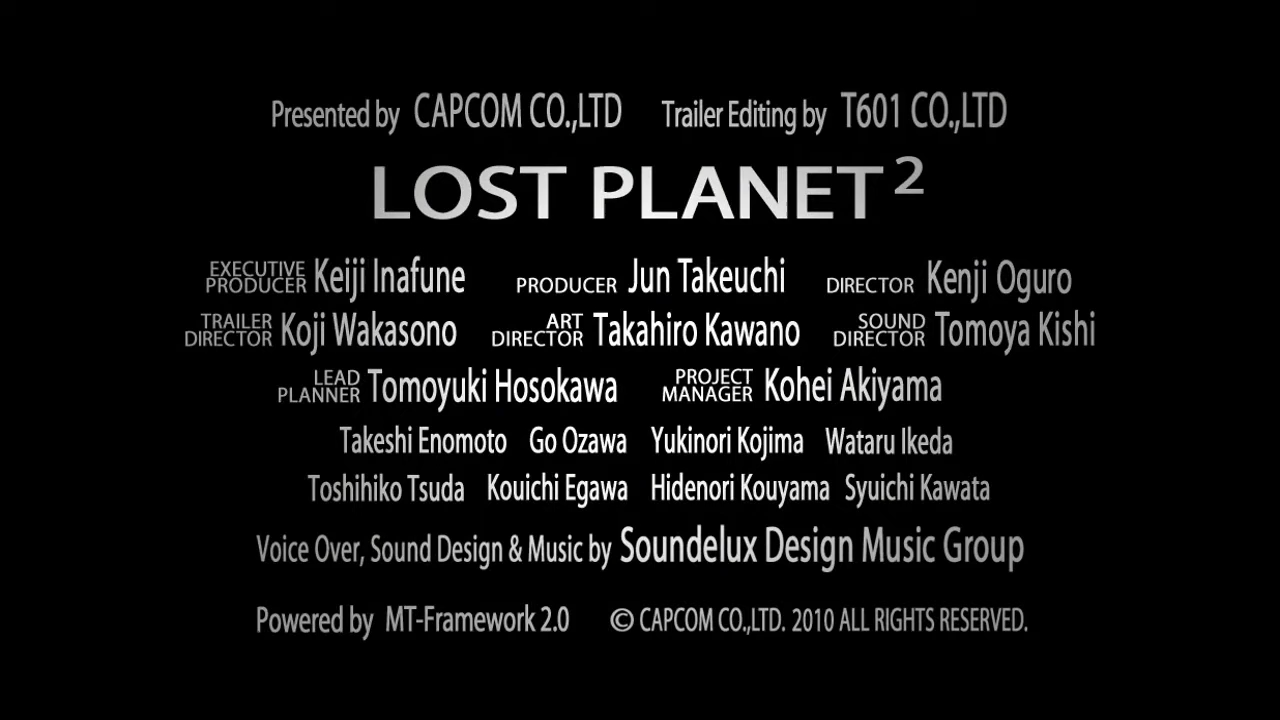 Presented by CAPCOM CO.,LTD Trailer Editing by T601 CO.,LTD
LOST PLANET 2
EXECUTIVE PRODUCER Keiji Inafune PRODUCER Jun Takeuchi DIRECTOR Kenji Oguro
TRAILER DIRECTOR Koji Wakasono ART DIRECTOR Takahiro Kawano SOUND DIRECTOR Tomoya Kishi
LEAD PLANNER Tomoyuki Hosokawa PROJECT MANAGER Kohei Akiyama
Takeshi Enomoto Go Ozawa Yukinori Kojima Wataru Ikeda
Toshihiko Tsuda Kouichi Egawa Hidenori Kouyama Syuichi Kawata
Voice Over, Sound Design & Music by Soundelux Design Music Group
Powered by MT-Framework 2.0 © CAPCOM CO.,LTD. 2010 ALL RIGHTS RESERVED.